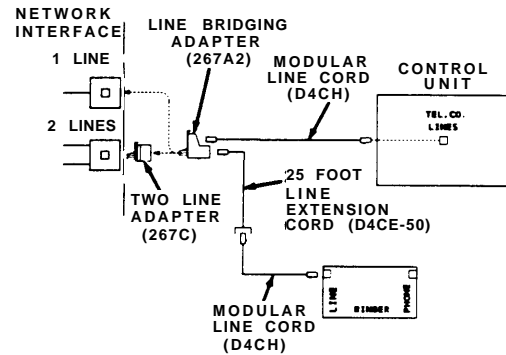 NETWORK
INTERFACE
LINE BRIDGING
ADAPTER
(267A2)
1 LINE
MODULAR
LINE CORD
(D4CH)
CONTROL
UNIT
TEL.CO.
LINES
2 LINES
TWO LINE
ADAPTER
(267C)
25 FOOT
LINE
EXTENSION
CORD (D4CE-50)
MODULAR
LINE CORD
(D4CH)
LINE
RINGER
PHONE